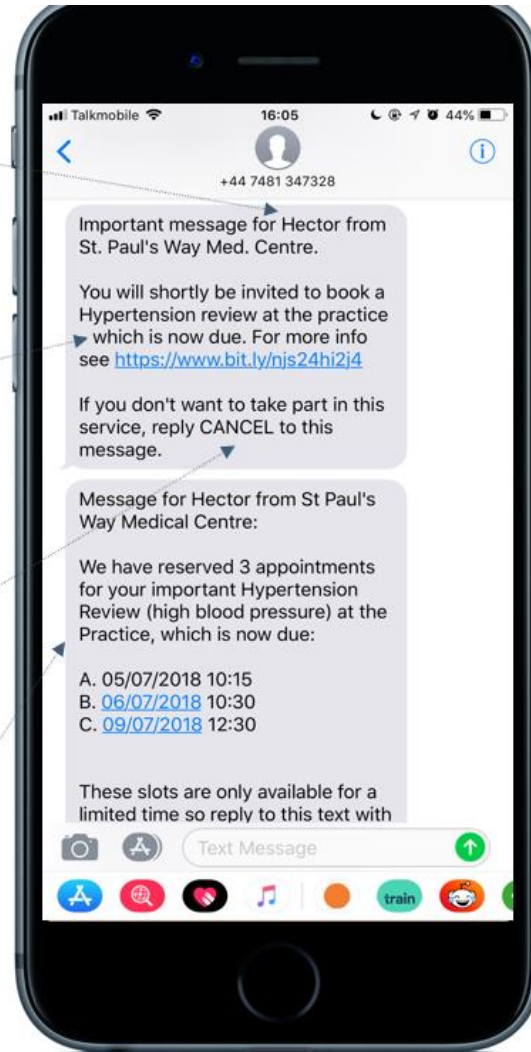 Talkmobile 16:05 44%
+44 7481 347328
Important message for Hector from
St. Paul's Way Med. Centre.
You will shortly be invited to book a
Hypertension review at the practice
- which is now due. For more info
see https://www.bit.ly/njs24hi2j4
If you don't want to take part in this
service, reply CANCEL to this
message.
Message for Hector from St Paul's
Way Medical Centre:
We have reserved 3 appointments
for your important Hypertension
Review (high blood pressure) at the
Practice, which is now due:
A. 05/07/2018 10:15
B. 06/07/2018 10:30
C. 09/07/2018 12:30
These slots are only available for a
limited time so reply to this text with
Text Message
train